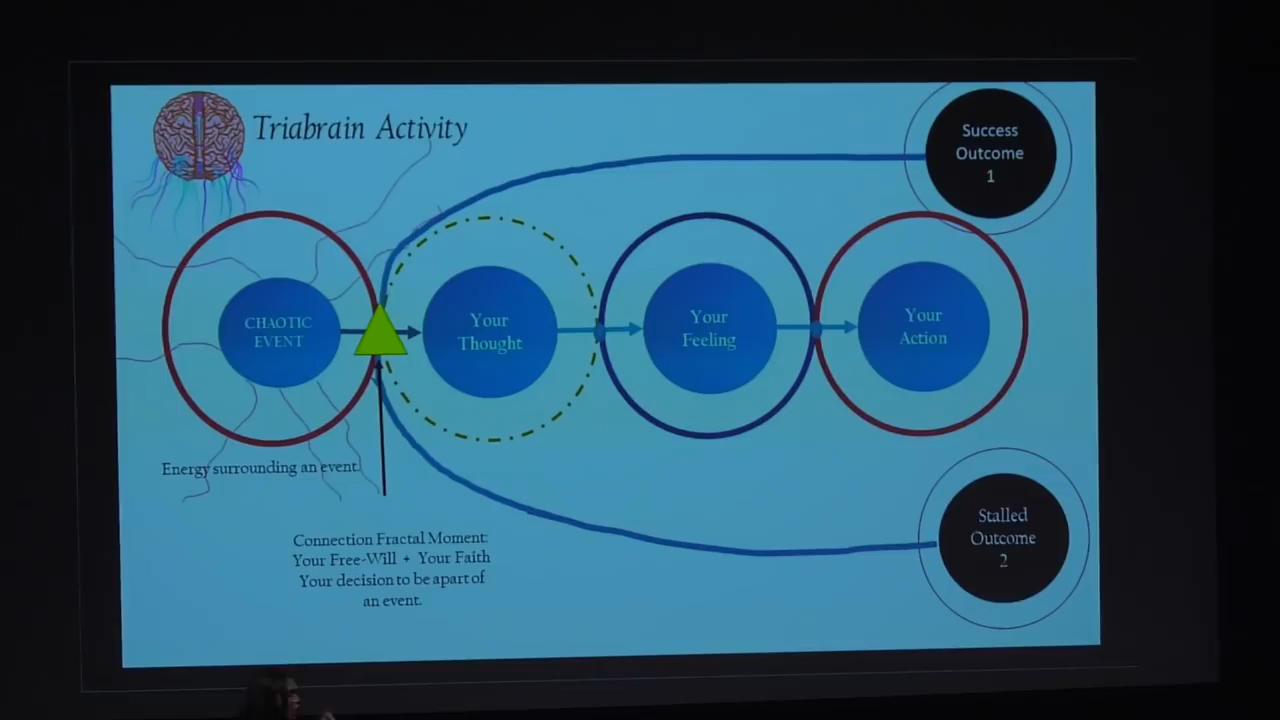 Triabrain Activity
Success
Outcome
1
CHAOTIC
EVENT
Your
Thought
Your
Feeling
Your
Action
Energy surrounding an event.
Connection Fractal Moment:
Your Free-Will + Your Faith
Your decision to be apart of
an event.
Stalled
Outcome
2